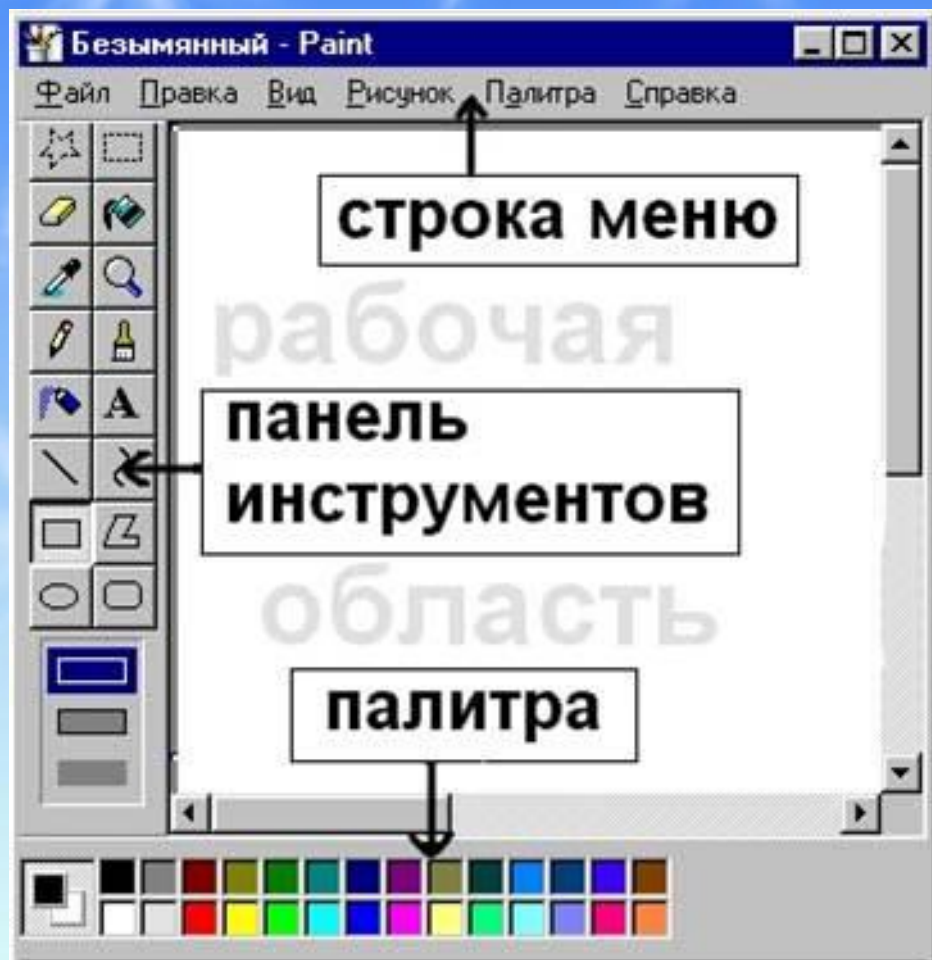 Безымянный - Paint
Файл Правка Вид Рисунок Палитра Справка
строка меню
рабочая
A
панель
инструментов
область
палитра